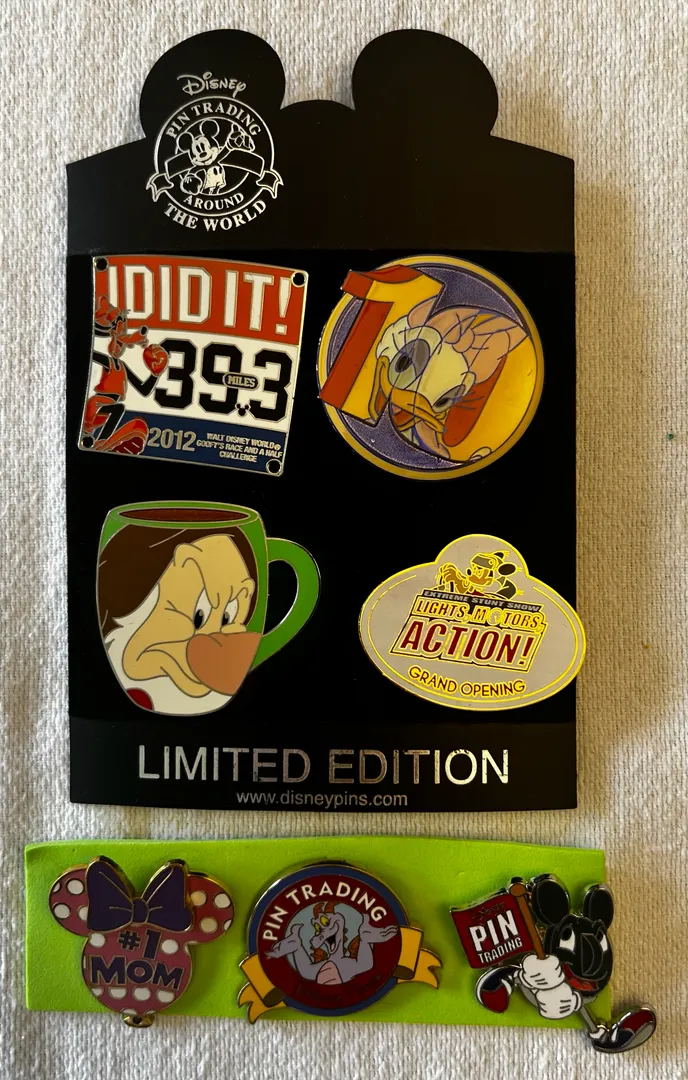 Disney
PIN TRADING
AROUND
THE WORLD
I DID IT!
39.3
MILES
2012
WALT DISNEY WORLD®
GOOFY'S RACE AND A HALF
CHALLENGE
10
EXTREME STUNT SHOW
LIGHTS, MOTORS,
ACTION!
GRAND OPENING
LIMITED EDITION
www.disneypins.com
#1
MOM
PIN TRADING
PIN
TRADING